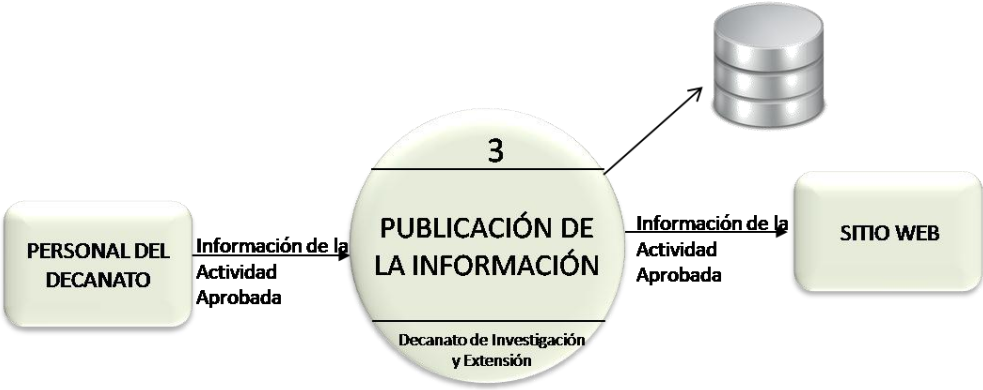 PERSONAL DEL
DECANATO
Información de la
Actividad
Aprobada
3
PUBLICACIÓN DE
LA INFORMACIÓN
Decanato de Investigación
y Extensión
Información de la
Actividad
Aprobada
SITIO WEB